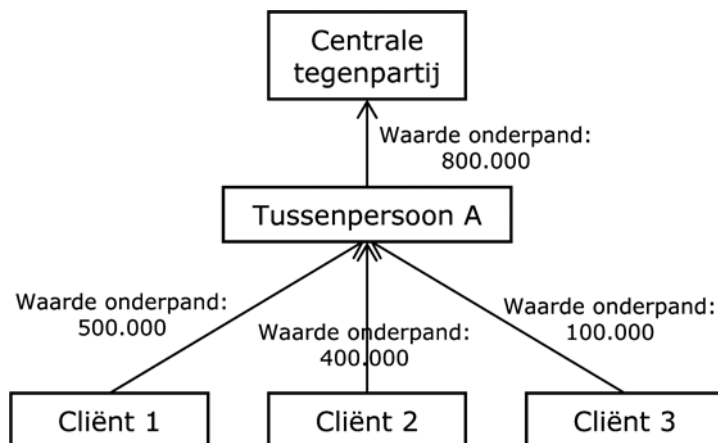 Centrale
tegenpartij
Waarde onderpand:
800.000
Tussenpersoon A
Waarde onderpand:
500.000
Waarde onderpand:
400.000
Waarde onderpand:
100.000
Cliënt 1
Cliënt 2
Cliënt 3